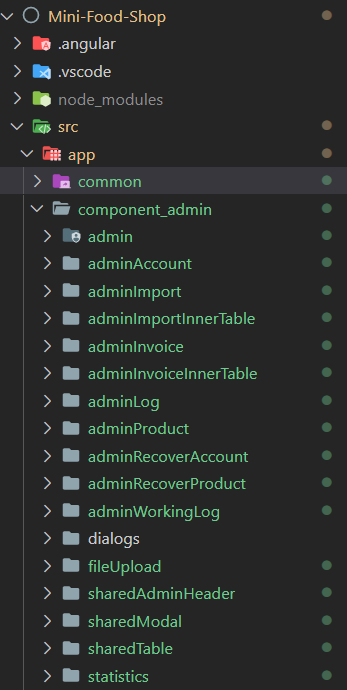 Mini-Food-Shop
.angular
.vscode
node_modules
src
app
common
component_admin
admin
adminAccount
adminImport
adminImportInnerTable
adminInvoice
adminInvoiceInnerTable
adminLog
adminProduct
adminRecoverAccount
adminRecoverProduct
adminWorkingLog
dialogs
fileUpload
sharedAdminHeader
sharedModal
sharedTable
statistics